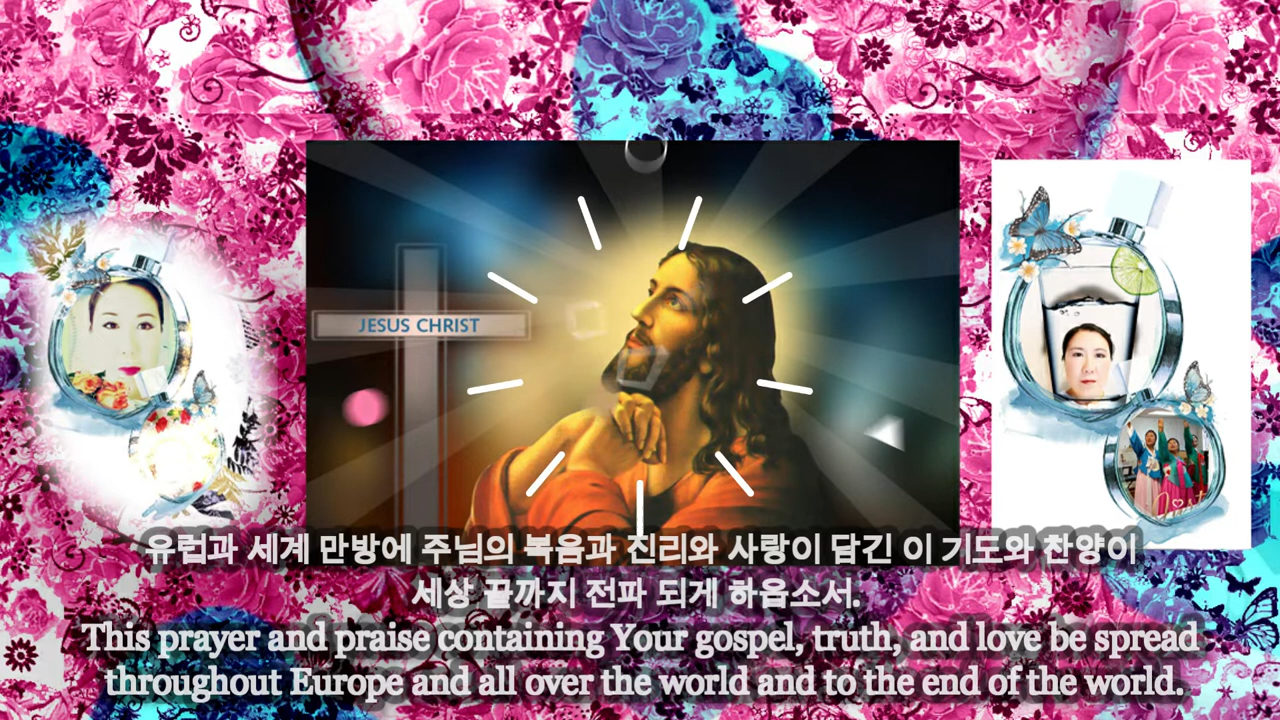 JESUS CHRIST
유럽과 세계 만방에 주님의 복음과 진리와 사랑이 담긴 이 기도와 찬양이
세상 끝까지 전파 되게 하옵소서.
This prayer and praise containing Your gospel, truth, and love be spread
throughout Europe and all over the world and to the end of the world.